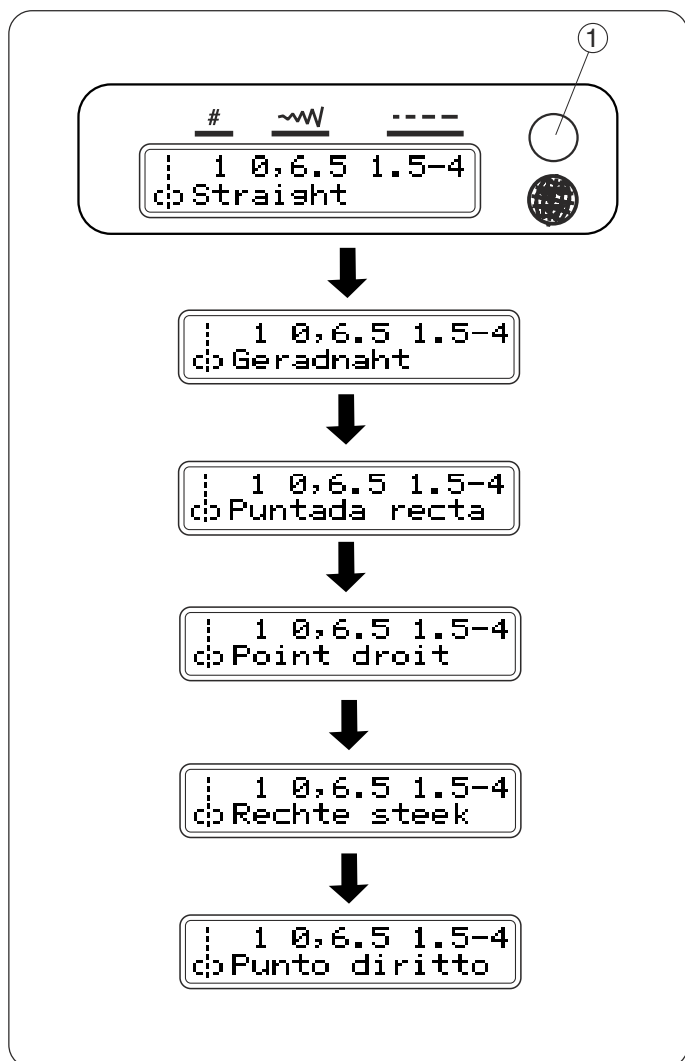 ①
#
1 0,6.5 1.5-4
Straight
1 0,6.5 1.5-4
Geradnaht
1 0,6.5 1.5-4
Puntada recta
1 0,6.5 1.5-4
Point droit
1 0,6.5 1.5-4
Rechte steek
1 0,6.5 1.5-4
Punto diritto